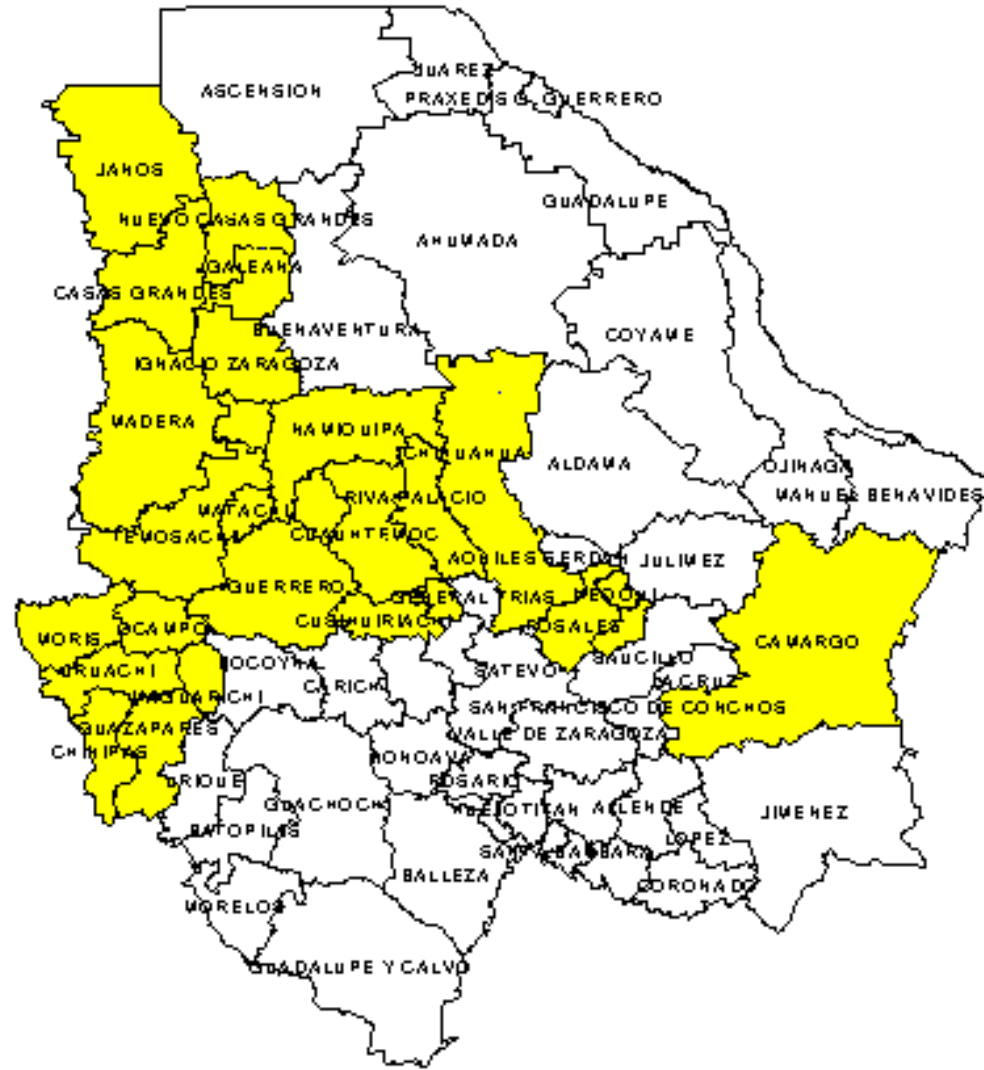 JUAREZ
ASCENSION
PRAXEDIS G. GUERRERO
JANOS
GUADALUPE
NUEVO CASAS GRANDES
AHUMADA
GALEANA
CASAS GRANDES
BUENAVENTURA
COYAME
IGNACIO ZARAGOZA
MADERA
NAMIQUIPA
CHIHUAHUA
ALDAMA
OJINAGA
RIVA PALACIO
MANUEL BENAVIDES
MATACHI
TEMOSACHI
CUAUHTEMOC
AQUILES SERDAN
JULIMEZ
GUERRERO
GENERAL TRIAS
MEOQUI
CUSIHUIRIACHI
ROSALES
MORIS
OCAMPO
CAMARGO
BOCOYNA
SATEVO
SAUCILLO
URUACHI
CARICHI
LA CRUZ
MAGUARICHI
SAN FRANCISCO DE CONCHOS
GUAZAPARES
VALLE DE ZARAGOZA
CHINIPAS
NONOAVA
URIQUE
ROSARIO
GUACHOCHI
HUEJOTITAN
ALLENDE
JIMENEZ
BATOPILAS
LOPEZ
BALLEZA
CORONADO
MORELOS
GUADALUPE Y CALVO